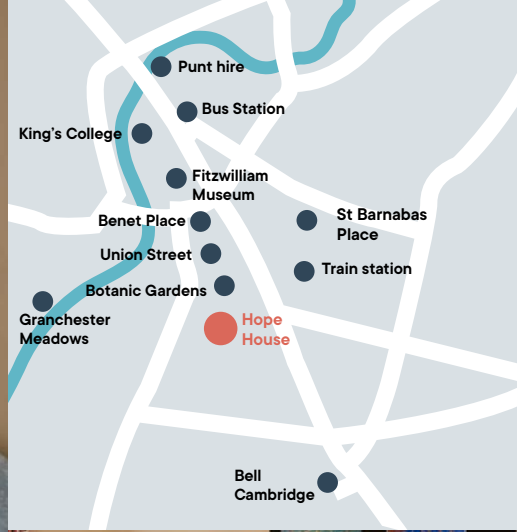 Punt hire
Bus Station
King's College
Fitzwilliam
Museum
Benet Place
St Barnabas
Place
Union Street
Train station
Botanic Gardens
Granchester
Meadows
Hope
House
Bell
Cambridge